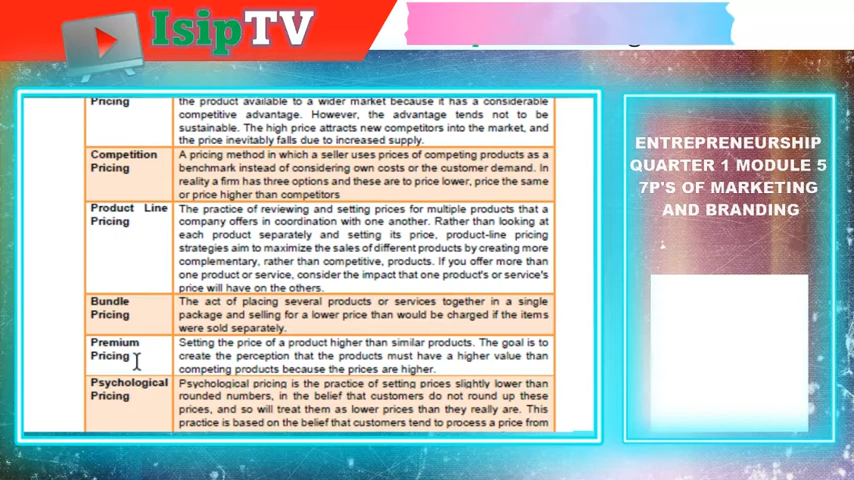 IsipTV
Pricing
the product available to a wider market because it has a considerable
competitive advantage. However, the advantage tends not to be
sustainable. The high price attracts new competitors into the market, and
the price inevitably falls due to increased supply.
Competition
Pricing
A pricing method in which a seller uses prices of competing products as a
benchmark instead of considering own costs or the customer demand. In
reality a firm has three options and these are to price lower, price the same
or price higher than competitors
Product Line
Pricing
The practice of reviewing and setting prices for multiple products that a
company offers in coordination with one another. Rather than looking at
each product separately and setting its price, product-line pricing
strategies aim to maximize the sales of different products by creating more
complementary, rather than competitive, products. If you offer more than
one product or service, consider the impact that one product's or service's
price will have on the others.
Bundle
Pricing
The act of placing several products or services together in a single
package and selling for a lower price than would be charged if the items
were sold separately.
Premium
Pricing
Setting the price of a product higher than similar products. The goal is to
create the perception that the products must have a higher value than
competing products because the prices are higher.
Psychological
Pricing
Psychological pricing is the practice of setting prices slightly lower than
rounded numbers, in the belief that customers do not round up these
prices, and so will treat them as lower prices than they really are. This
practice is based on the belief that customers tend to process a price from
ENTREPRENEURSHIP
QUARTER 1 MODULE 5
7P'S OF MARKETING
AND BRANDING